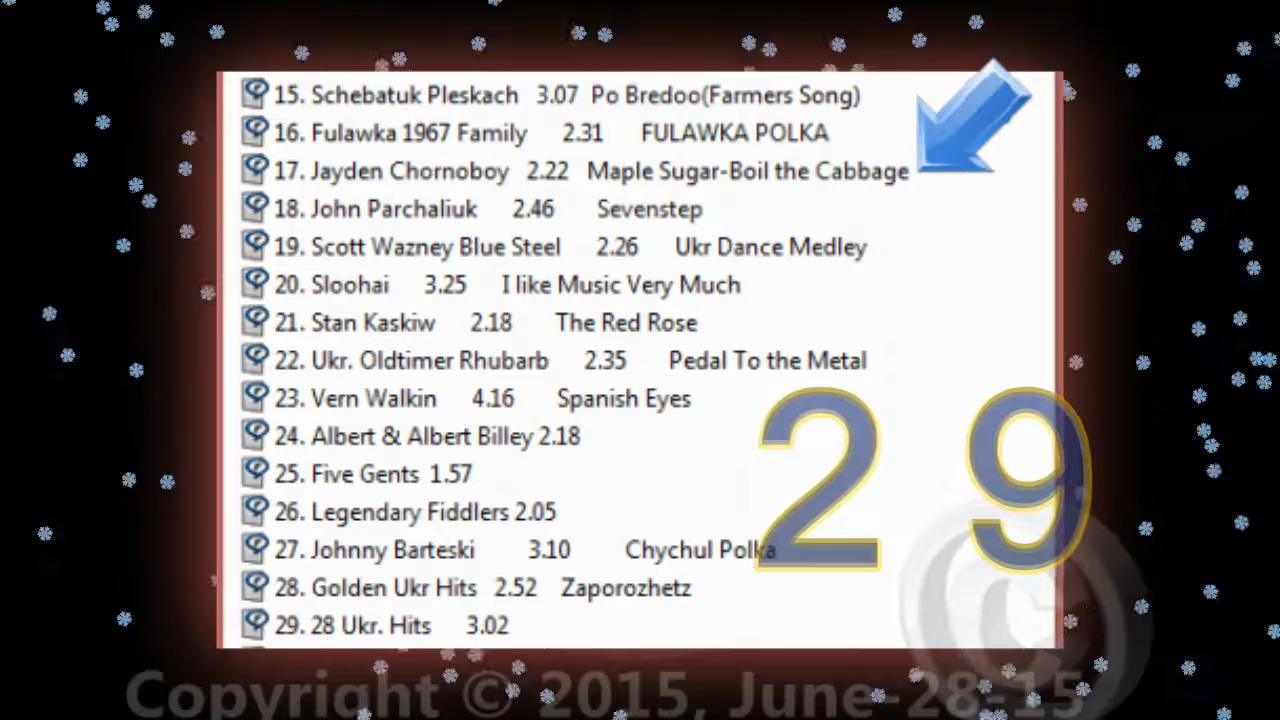 15. Schebatuk Pleskach 3.07 Po Bredoo(Farmers Song)
16. Fulawka 1967 Family 2.31 FULAWKA POLKA
17. Jayden Chornoboy 2.22 Maple Sugar-Boil the Cabbage
18. John Parchaliuk 2.46 Sevenstep
19. Scott Wazney Blue Steel 2.26 Ukr Dance Medley
20. Sloohai 3.25 I like Music Very Much
21. Stan Kaskiw 2.18 The Red Rose
22. Ukr. Oldtimer Rhubarb 2.35 Pedal To the Metal
23. Vern Walkin 4.16 Spanish Eyes
24. Albert & Albert Billey 2.18
25. Five Gents 1.57
26. Legendary Fiddlers 2.05
27. Johnny Barteski 3.10 Chychul Polka
28. Golden Ukr Hits 2.52 Zaporozhetz
29. 28 Ukr. Hits 3.02
2 9
©
Copyright © 2015, June-28-15